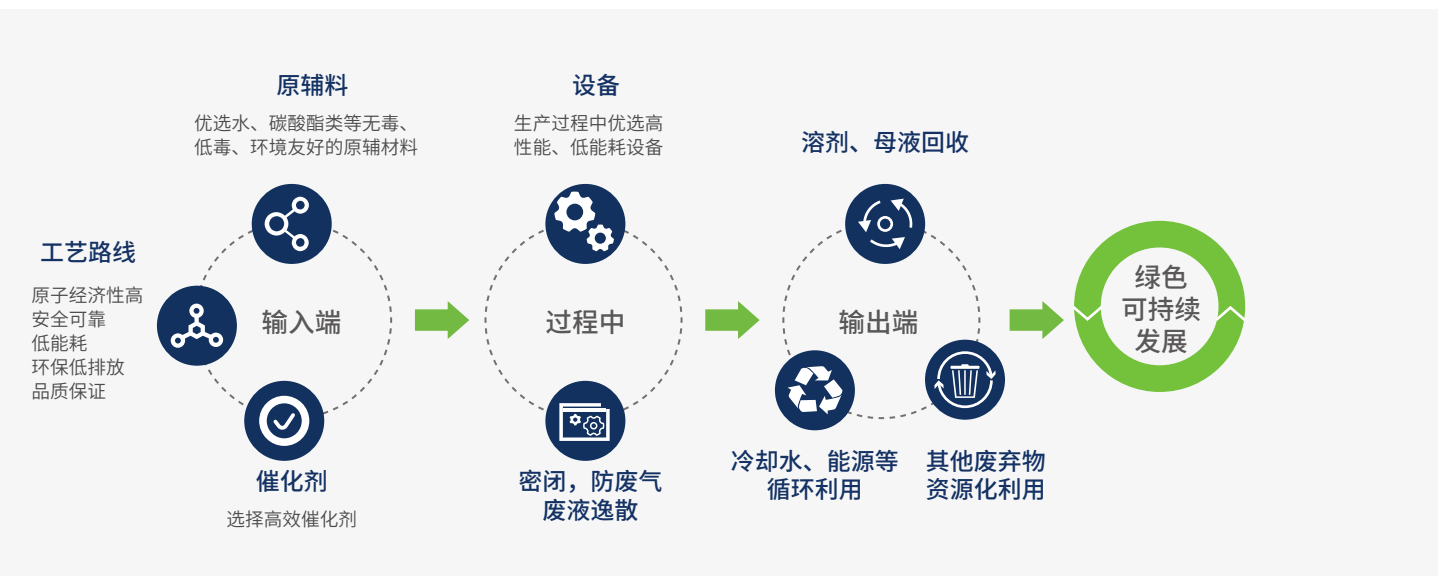 原辅料
优选水、碳酸酯类等无毒、
低毒、环境友好的原辅材料
工艺路线
原子经济性高
安全可靠
低能耗
环保低排放
品质保证
输入端
催化剂
选择高效催化剂
设备
生产过程中优选高
性能、低能耗设备
过程中
密闭，防废气
废液逸散
溶剂、母液回收
输出端
冷却水、能源等
循环利用
其他废弃物
资源化利用
绿色
可持续
发展